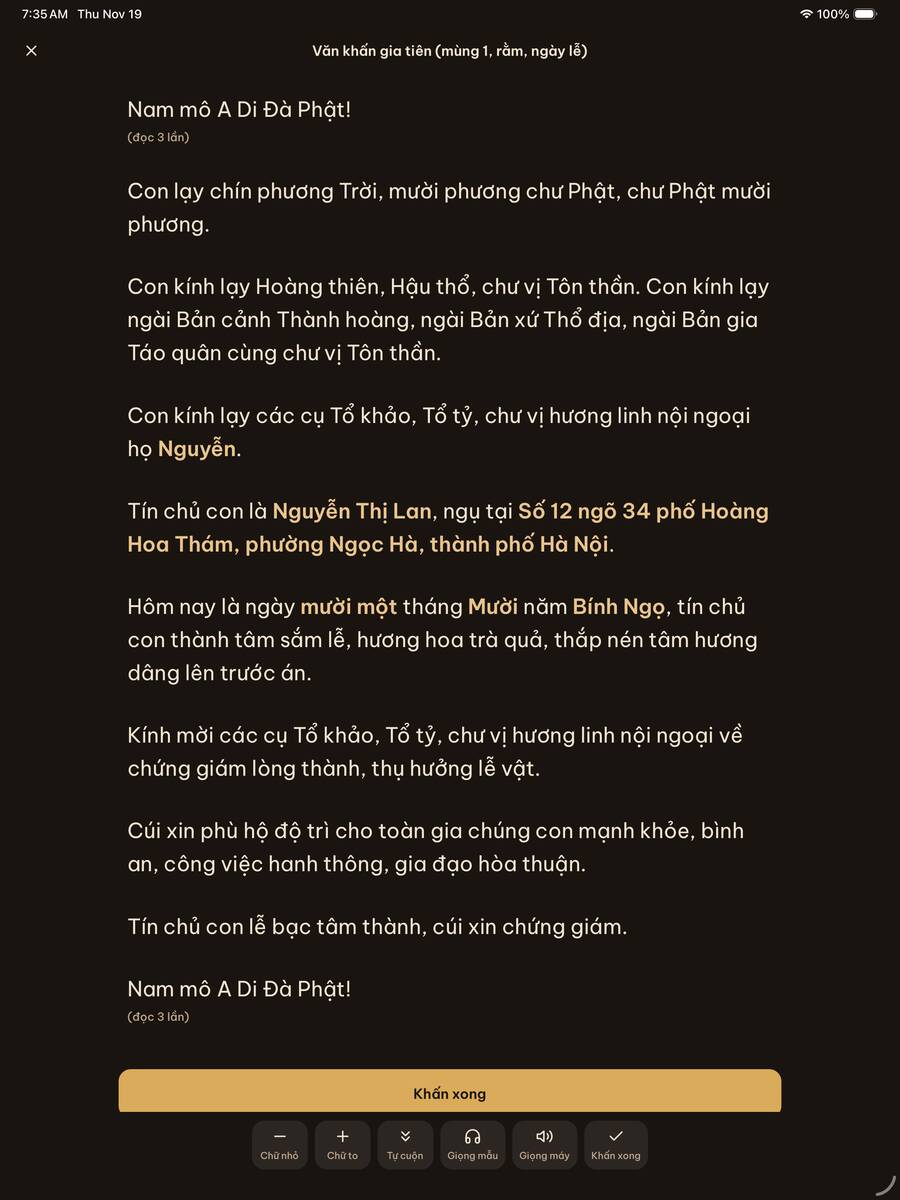 7:35 AM Thu Nov 19
100%
Văn khấn gia tiên (mùng 1, rằm, ngày lễ)
Nam mô A Di Đà Phật!
(đọc 3 lần)
Con lạy chín phương Trời, mười phương chư Phật, chư Phật mười
phương.
Con kính lạy Hoàng thiên, Hậu thổ, chư vị Tôn thần. Con kính lạy
ngài Bản cảnh Thành hoàng, ngài Bản xứ Thổ địa, ngài Bản gia
Táo quân cùng chư vị Tôn thần.
Con kính lạy các cụ Tổ khảo, Tổ tỷ, chư vị hương linh nội ngoại
họ Nguyễn.
Tín chủ con là Nguyễn Thị Lan, ngụ tại Số 12 ngõ 34 phố Hoàng
Hoa Thám, phường Ngọc Hà, thành phố Hà Nội.
Hôm nay là ngày mười một tháng Mười năm Bính Ngọ, tín chủ
con thành tâm sắm lễ, hương hoa trà quả, thắp nén tâm hương
dâng lên trước án.
Kính mời các cụ Tổ khảo, Tổ tỷ, chư vị hương linh nội ngoại về
chứng giám lòng thành, thụ hưởng lễ vật.
Cúi xin phù hộ độ trì cho toàn gia chúng con mạnh khỏe, bình
an, công việc hanh thông, gia đạo hòa thuận.
Tín chủ con lễ bạc tâm thành, cúi xin chứng giám.
Nam mô A Di Đà Phật!
(đọc 3 lần)
Khấn xong
Chữ nhỏ Chữ to Tự cuộn Giọng mẫu Giọng máy Khấn xong